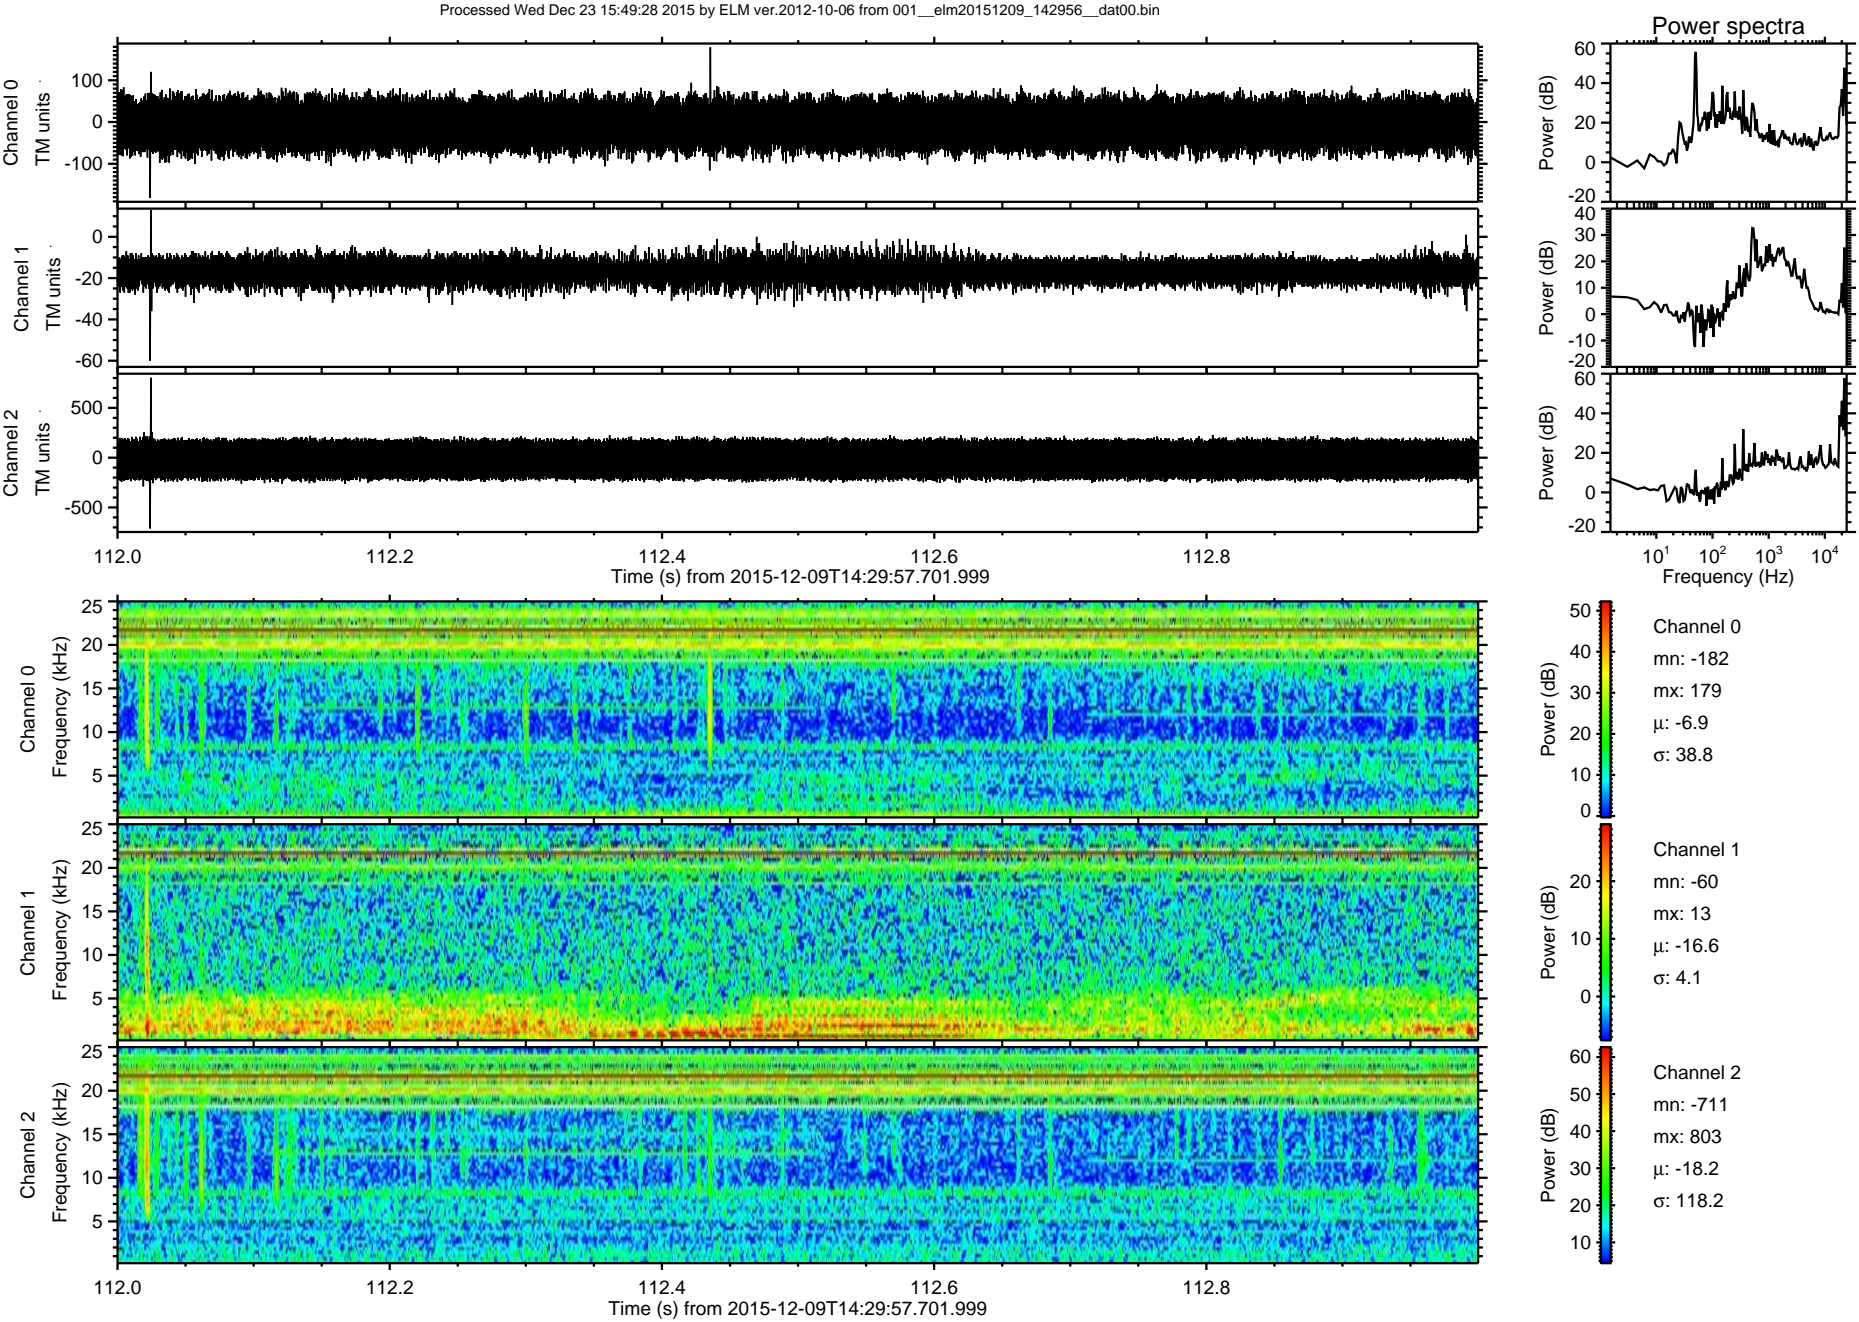 Processed Wed Dec 23 15:49:28 2015 by ELM ver.2012-10-06 from 001__elm20151209_142956__dat00.bin
Power spectra
Channel 0
TM units
100
0
-100
Power (dB)
60
40
20
0
-20
Channel 1
TM units
0
-20
-40
-60
Power (dB)
40
30
20
10
0
-10
-20
Channel 2
TM units
500
0
-500
Power (dB)
60
40
20
0
-20
112.0 112.2 112.4 112.6 112.8
Time (s) from 2015-12-09T14:29:57.701.999
10¹ 10² 10³ 10⁴
Frequency (Hz)
Channel 0
Frequency (kHz)
25
20
15
10
5
Power (dB)
50
40
30
20
10
0
Channel 0
mn: -182
mx: 179
μ: -6.9
σ: 38.8
Channel 1
Frequency (kHz)
25
20
15
10
5
Power (dB)
20
10
0
Channel 1
mn: -60
mx: 13
μ: -16.6
σ: 4.1
Channel 2
Frequency (kHz)
25
20
15
10
5
Power (dB)
60
50
40
30
20
10
Channel 2
mn: -711
mx: 803
μ: -18.2
σ: 118.2
112.0 112.2 112.4 112.6 112.8
Time (s) from 2015-12-09T14:29:57.701.999